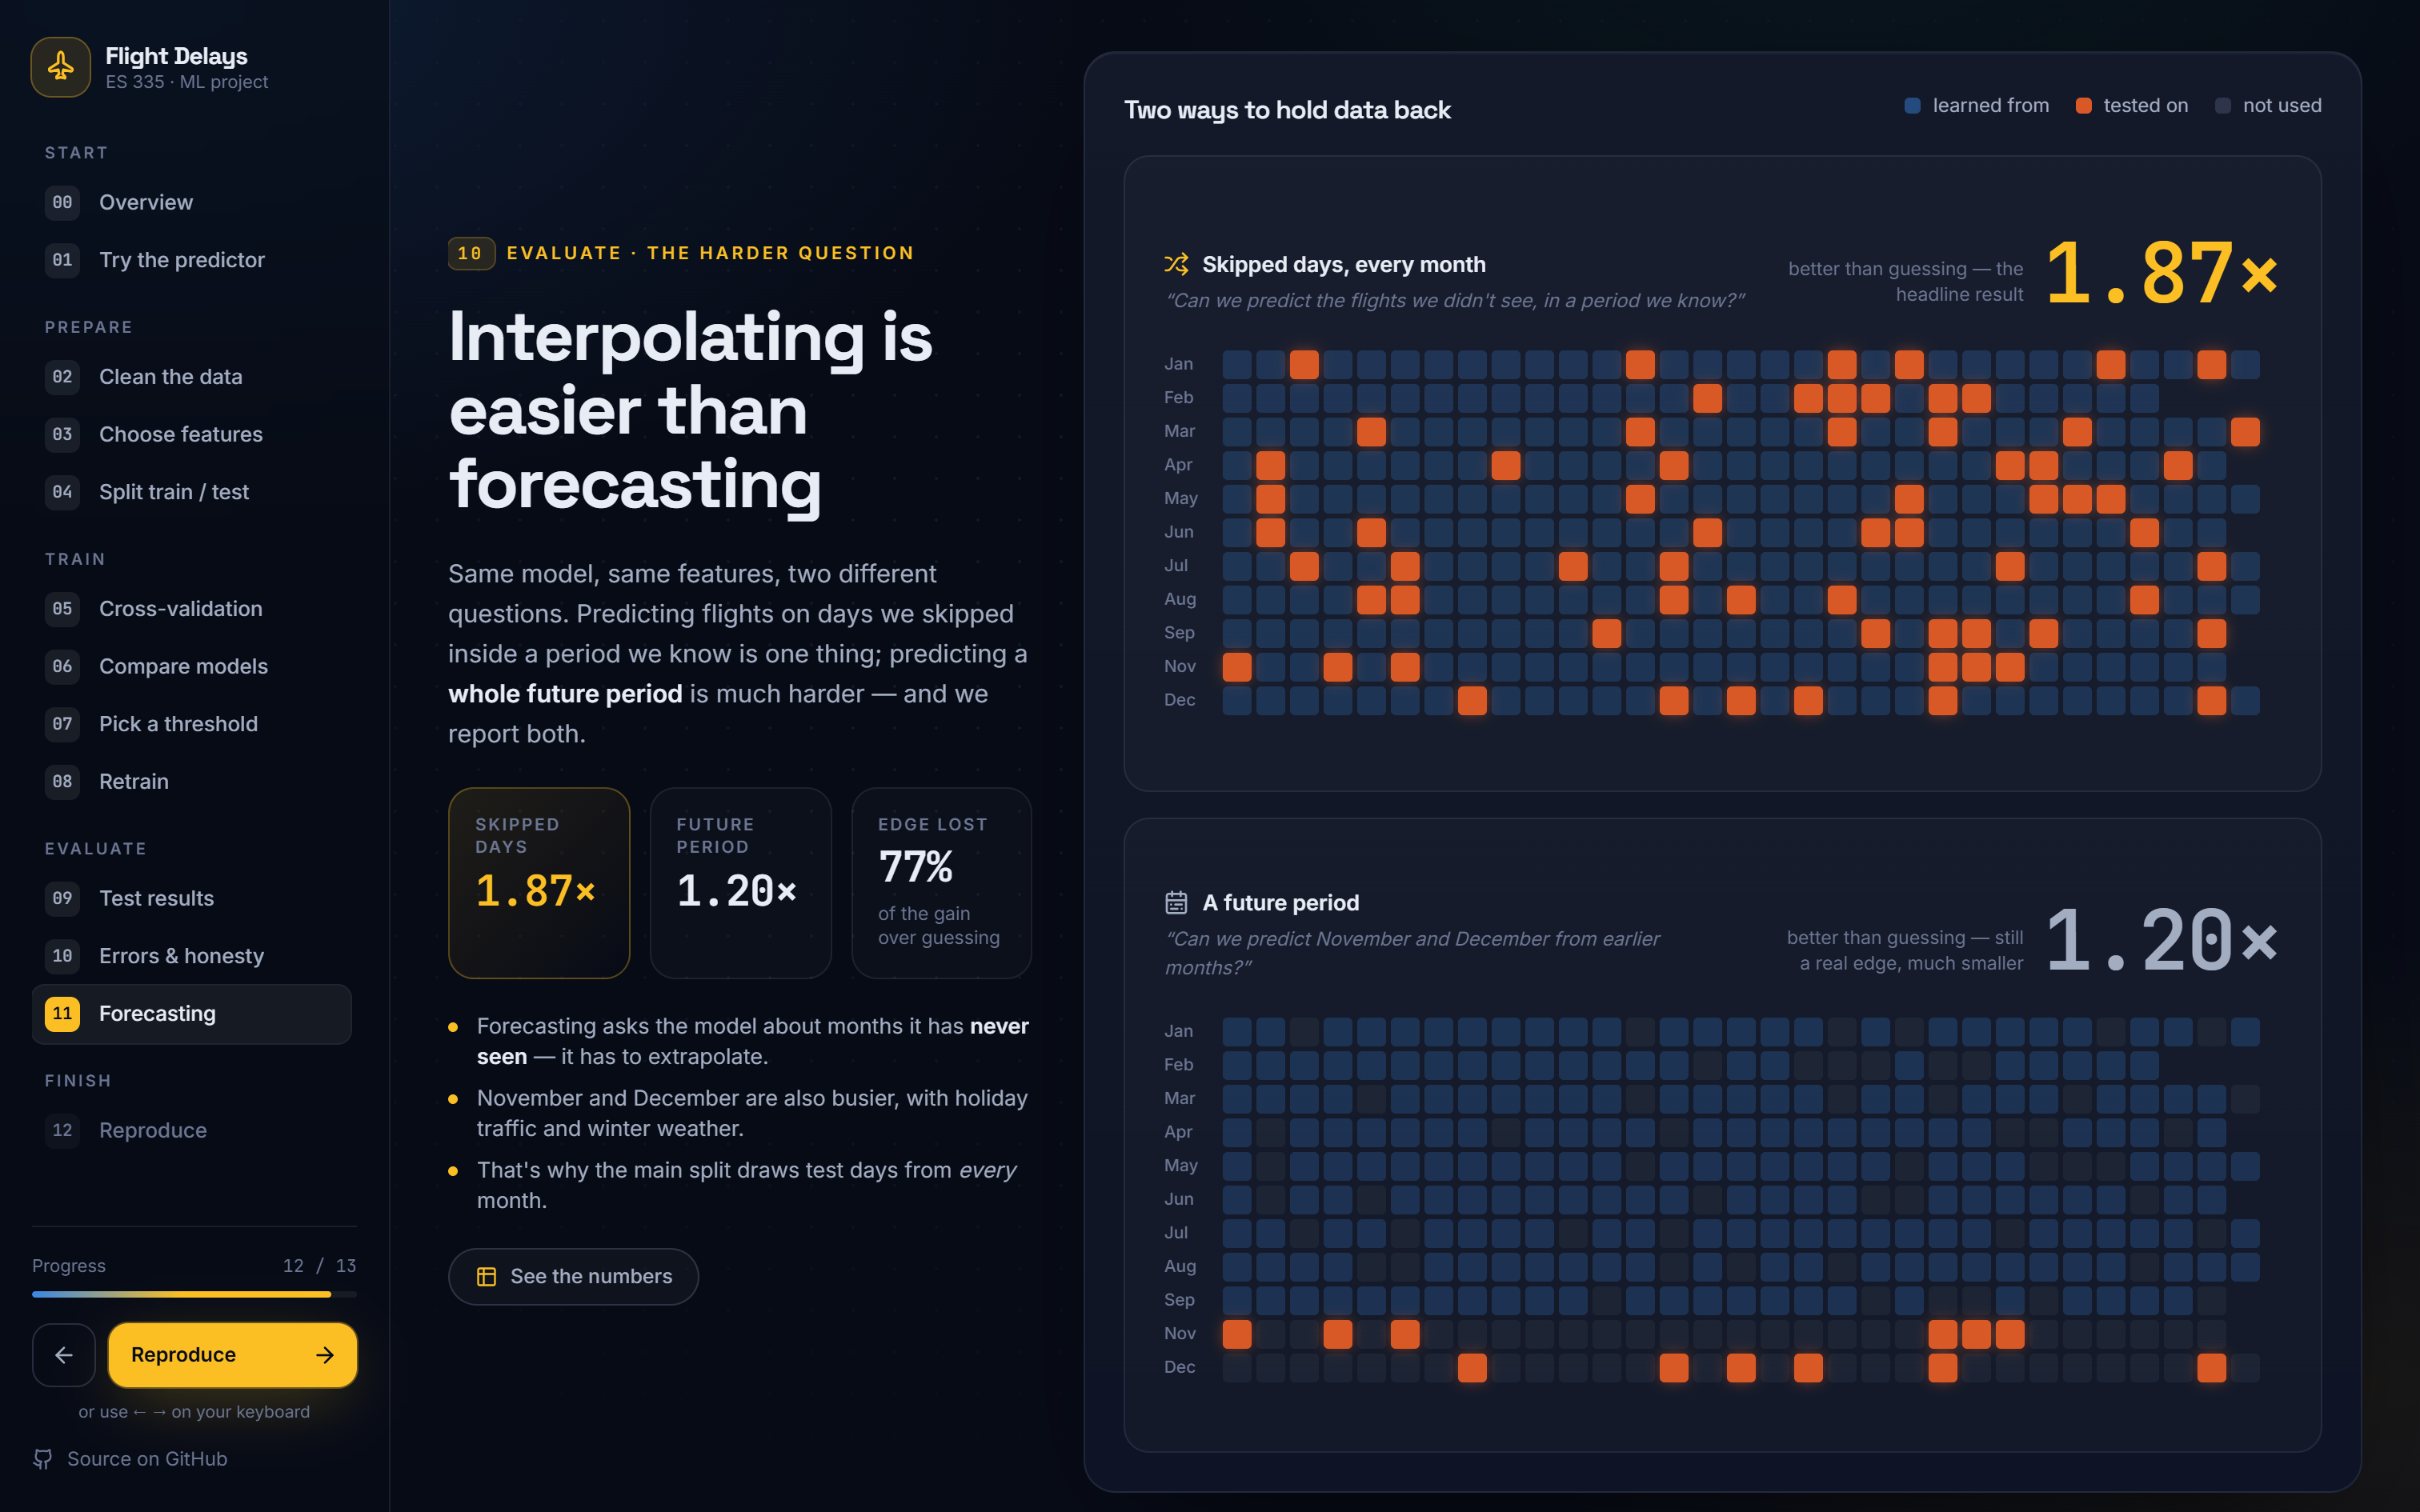 Flight Delays
ES 335 · ML project
START
00 Overview
01 Try the predictor
PREPARE
02 Clean the data
03 Choose features
04 Split train / test
TRAIN
05 Cross-validation
06 Compare models
07 Pick a threshold
08 Retrain
EVALUATE
09 Test results
10 Errors & honesty
11 Forecasting
FINISH
12 Reproduce
Progress 12 / 13
Reproduce →
or use ← → on your keyboard
Source on GitHub
10 EVALUATE · THE HARDER QUESTION
Interpolating is
easier than
forecasting
Same model, same features, two different
questions. Predicting flights on days we skipped
inside a period we know is one thing; predicting a
whole future period is much harder — and we
report both.
SKIPPED
DAYS
1.87×
FUTURE
PERIOD
1.20×
EDGE LOST
77%
of the gain
over guessing
Forecasting asks the model about months it has never
seen — it has to extrapolate.
November and December are also busier, with holiday
traffic and winter weather.
That's why the main split draws test days from every
month.
See the numbers
Two ways to hold data back
learned from
tested on
not used
Skipped days, every month
“Can we predict the flights we didn't see, in a period we know?”
better than guessing — the
headline result
1.87×
Jan
Feb
Mar
Apr
May
Jun
Jul
Aug
Sep
Nov
Dec
A future period
“Can we predict November and December from earlier
months?”
better than guessing — still
a real edge, much smaller
1.20×
Jan
Feb
Mar
Apr
May
Jun
Jul
Aug
Sep
Nov
Dec